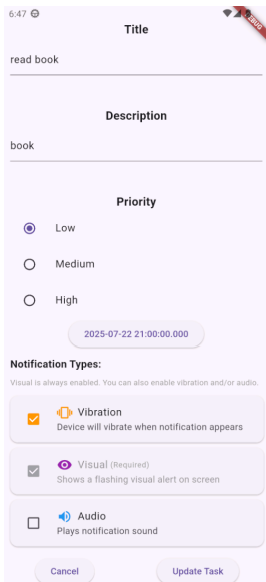 6:47
Title
read book
Description
book
Priority
Low
Medium
High
2025-07-22 21:00:00.000
Notification Types:
Visual is always enabled. You can also enable vibration and/or audio.
Vibration
Device will vibrate when notification appears
Visual (Required)
Shows a flashing visual alert on screen
Audio
Plays notification sound
Cancel
Update Task